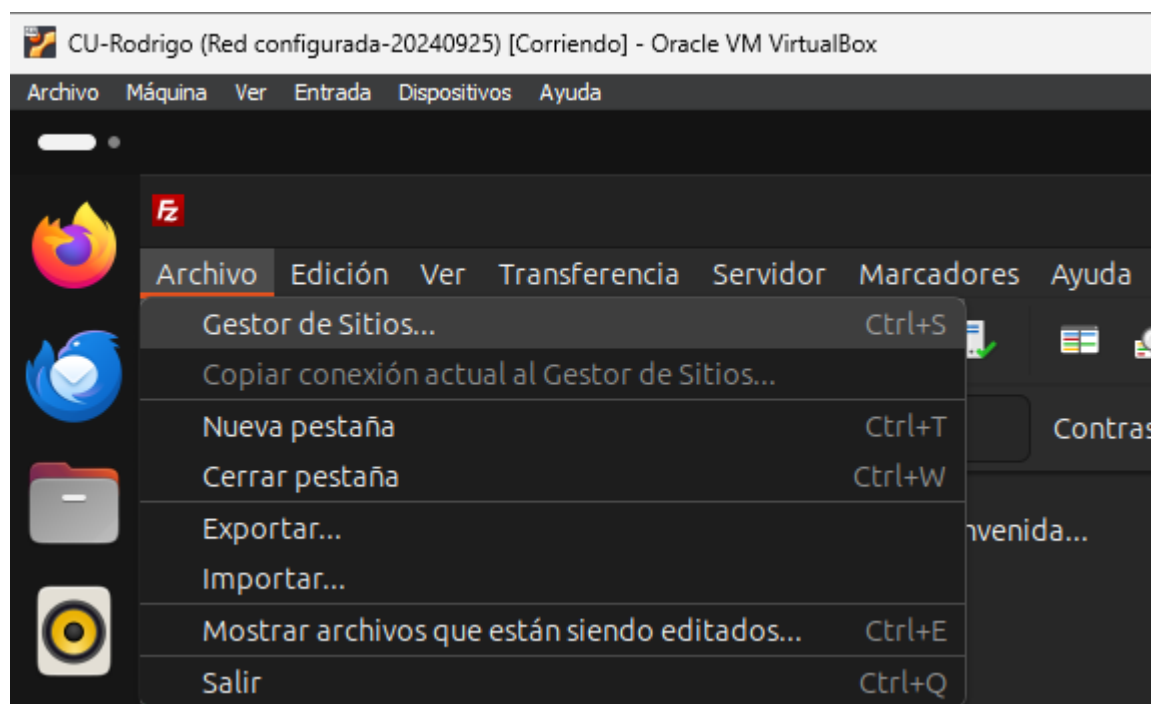 CU-Rodrigo (Red configurada-20240925) [Corriendo] - Oracle VM VirtualBox
Archivo Máquina Ver Entrada Dispositivos Ayuda
Fz
Archivo Edición Ver Transferencia Servidor Marcadores Ayuda
Gestor de Sitios... Ctrl+S
Copiar conexión actual al Gestor de Sitios...
Nueva pestaña Ctrl+T
Contras
Cerrar pestaña Ctrl+W
Exportar...
nvenida...
Importar...
Mostrar archivos que están siendo editados... Ctrl+E
Salir Ctrl+Q